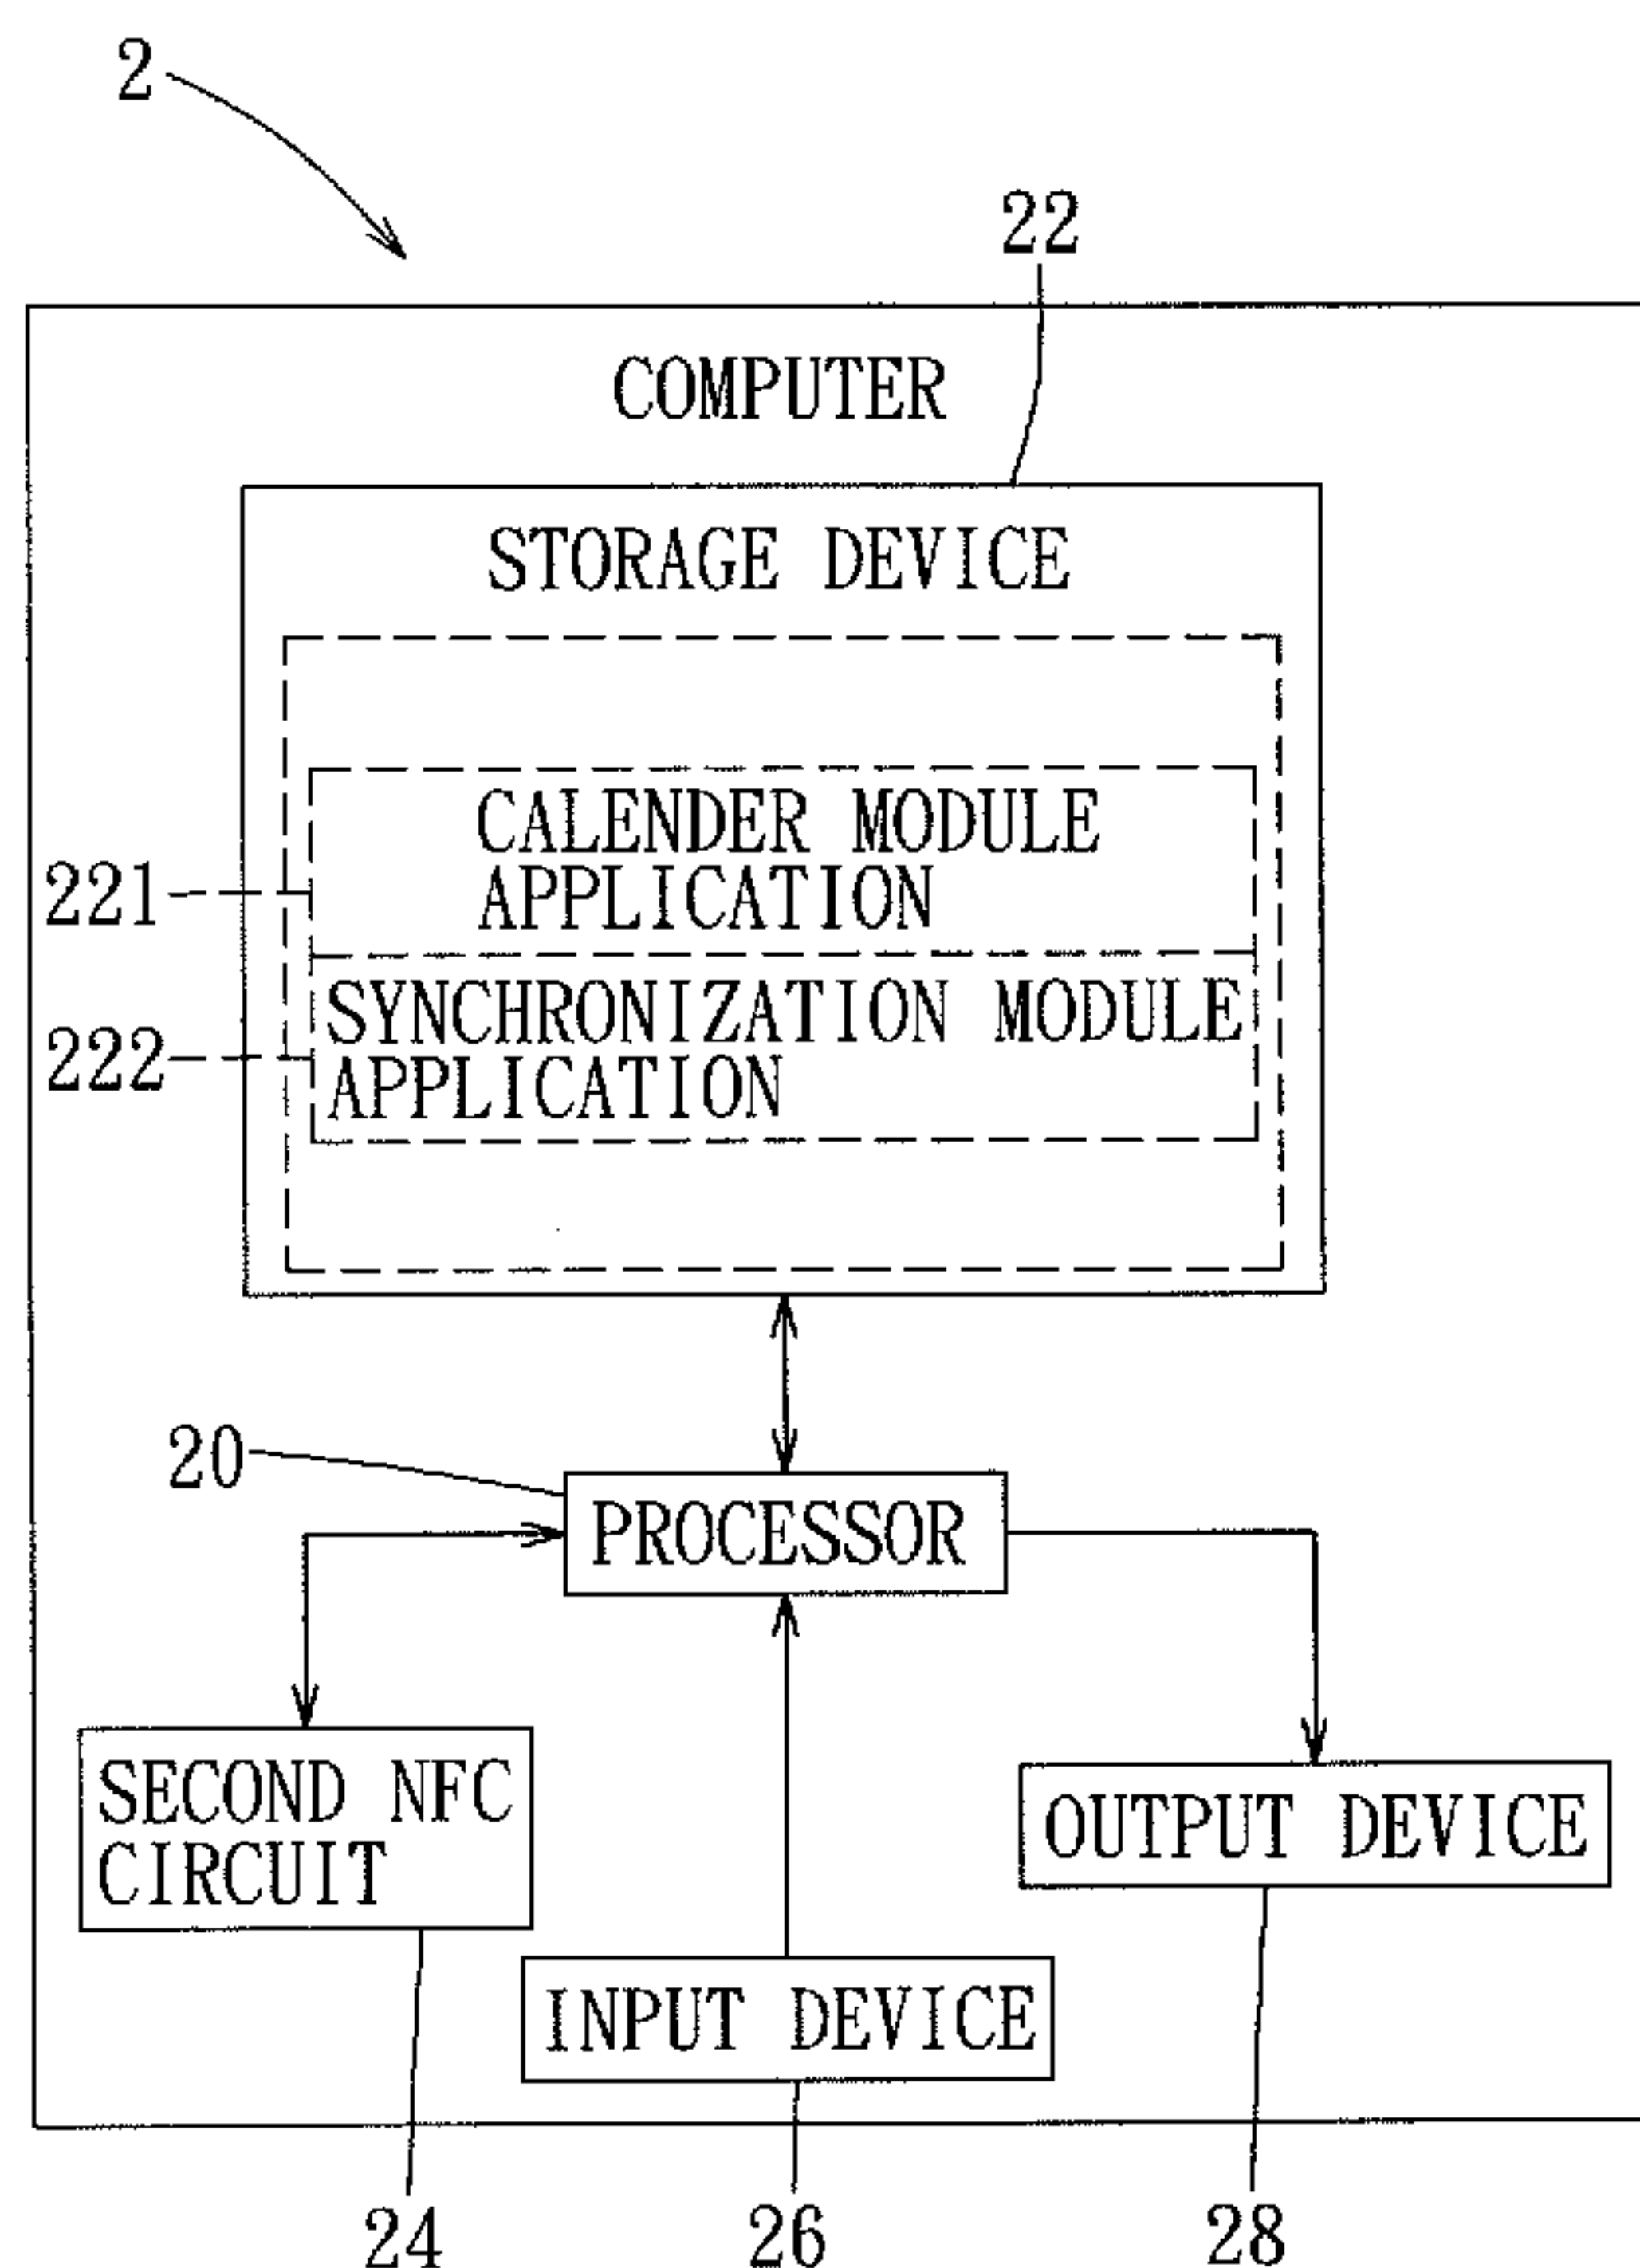 2
22
COMPUTER
STORAGE DEVICE
CALENDER MODULE
APPLICATION
221
SYNCHRONIZATION MODULE
APPLICATION
222
20
PROCESSOR
SECOND NFC
CIRCUIT
OUTPUT DEVICE
INPUT DEVICE
24
26
28